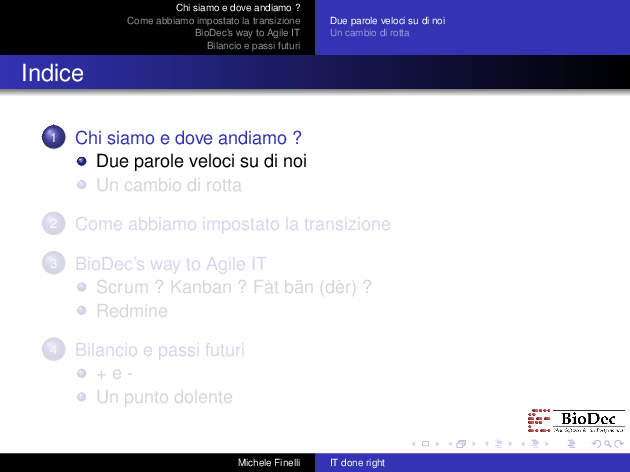 Chi siamo e dove andiamo ?
Come abbiamo impostato la transizione
BioDec's way to Agile IT
Bilancio e passi futuri
Due parole veloci su di noi
Un cambio di rotta
Indice
1 Chi siamo e dove andiamo ?
Due parole veloci su di noi
Un cambio di rotta
2 Come abbiamo impostato la transizione
3 BioDec's way to Agile IT
Scrum ? Kanban ? Fàt bän (dèr) ?
Redmine
4 Bilancio e passi futuri
+ e -
Un punto dolente
BioDec
Michele Finelli
IT done right